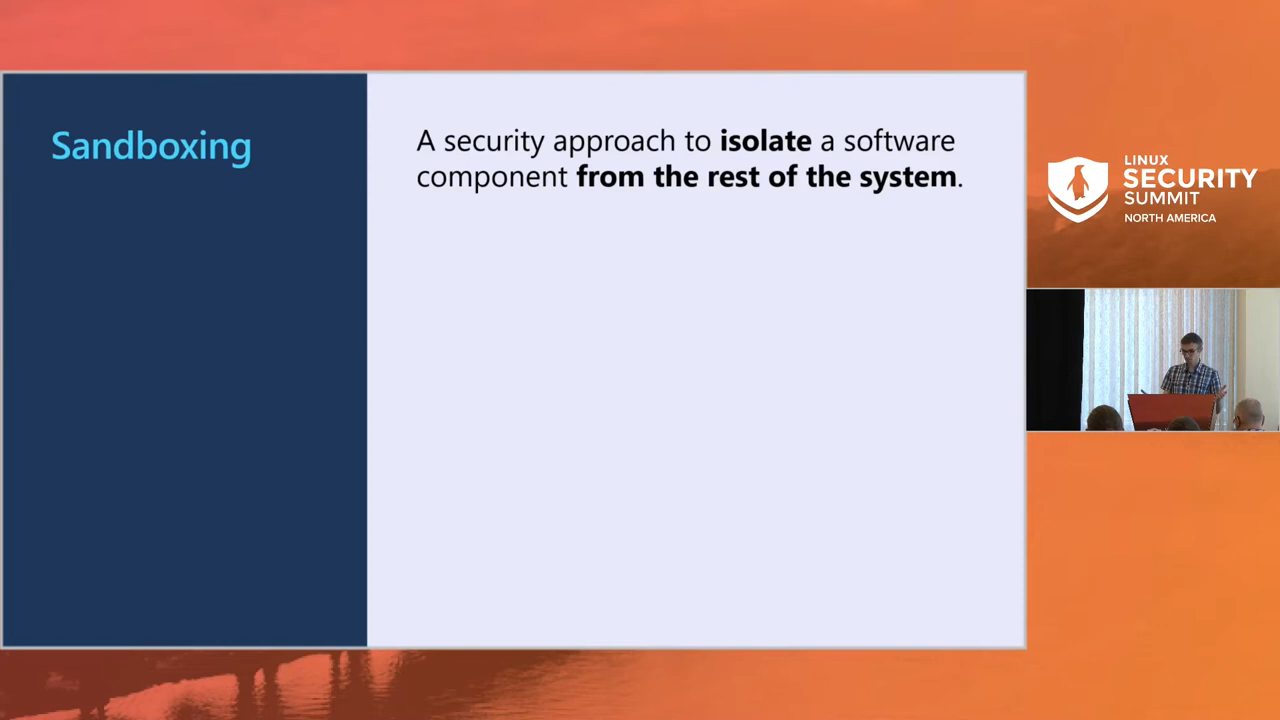 Sandboxing
A security approach to isolate a software
component from the rest of the system.
LINUX
SECURITY
SUMMIT
NORTH AMERICA